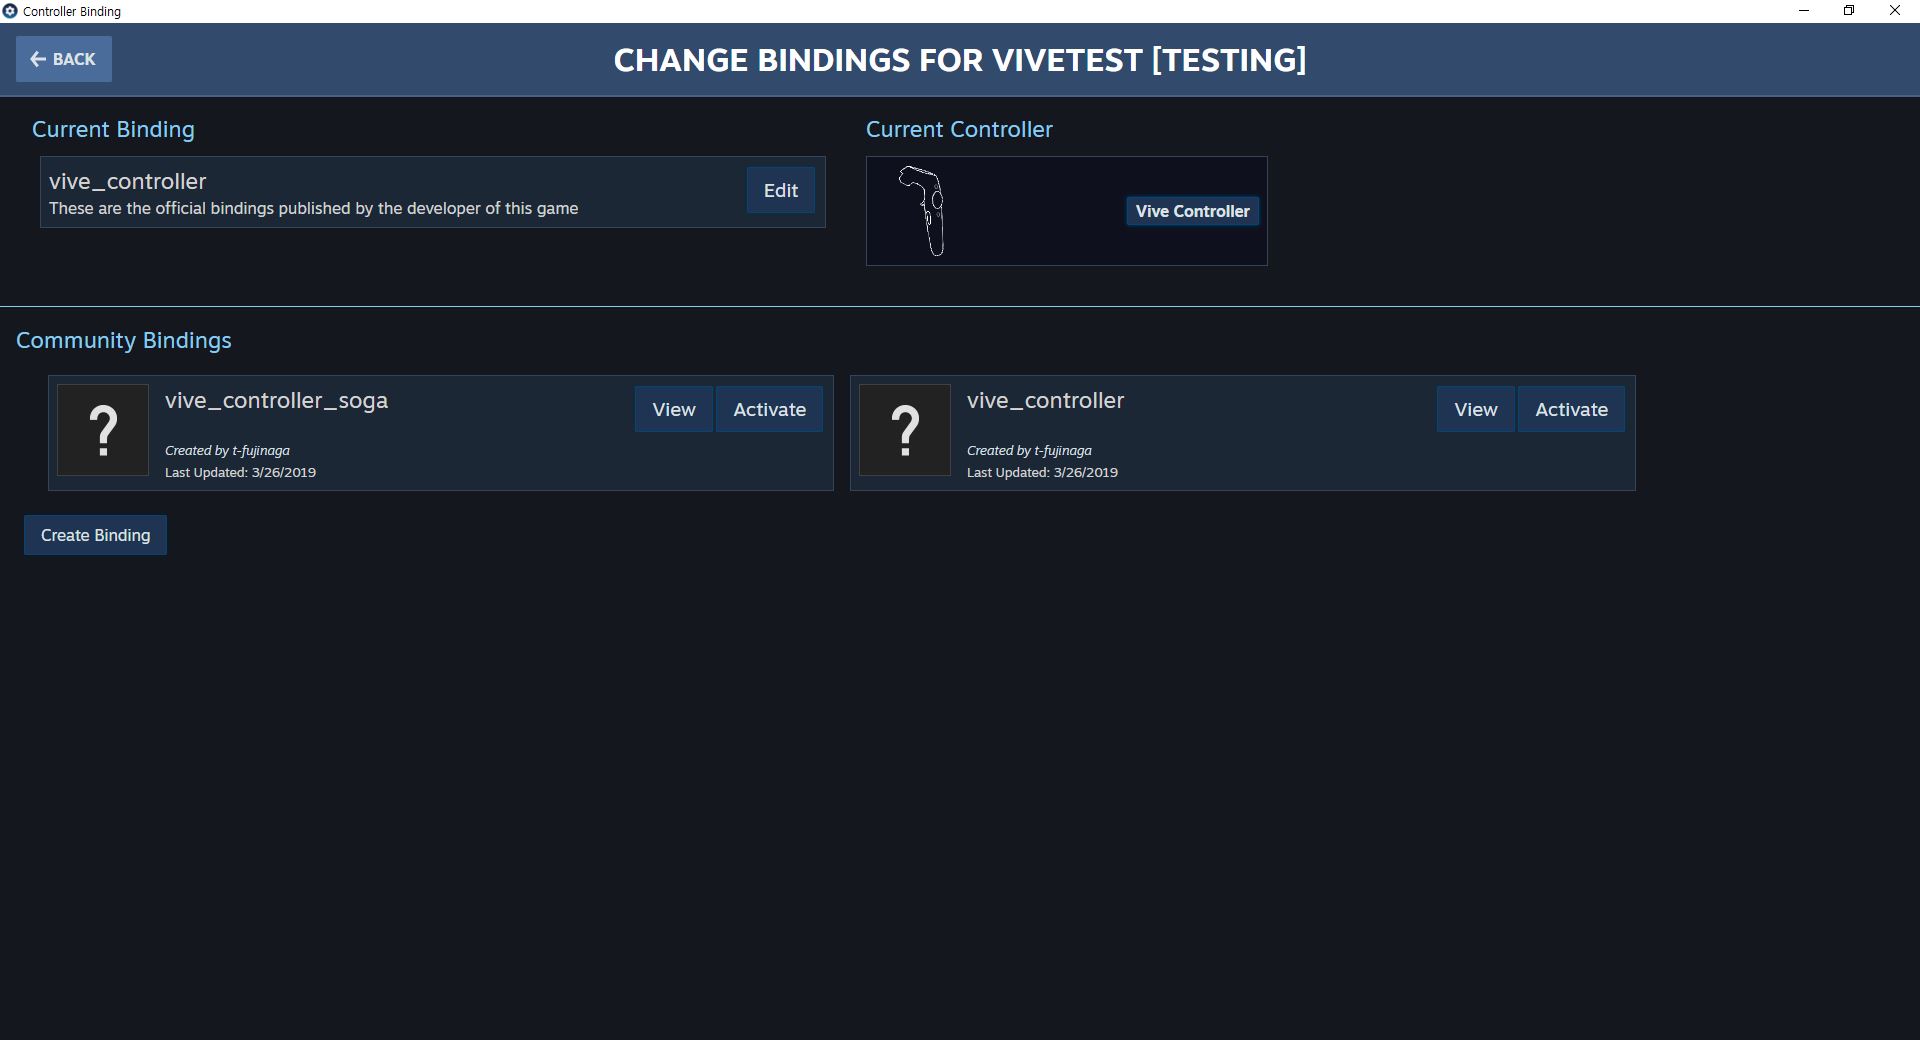 Controller Binding
BACK
CHANGE BINDINGS FOR VIVETEST [TESTING]
Current Binding
vive_controller
These are the official bindings published by the developer of this game
Edit
Current Controller
Vive Controller
Community Bindings
?
vive_controller_soga
Created by t-fujinaga
Last Updated: 3/26/2019
View
Activate
?
vive_controller
Created by t-fujinaga
Last Updated: 3/26/2019
View
Activate
Create Binding